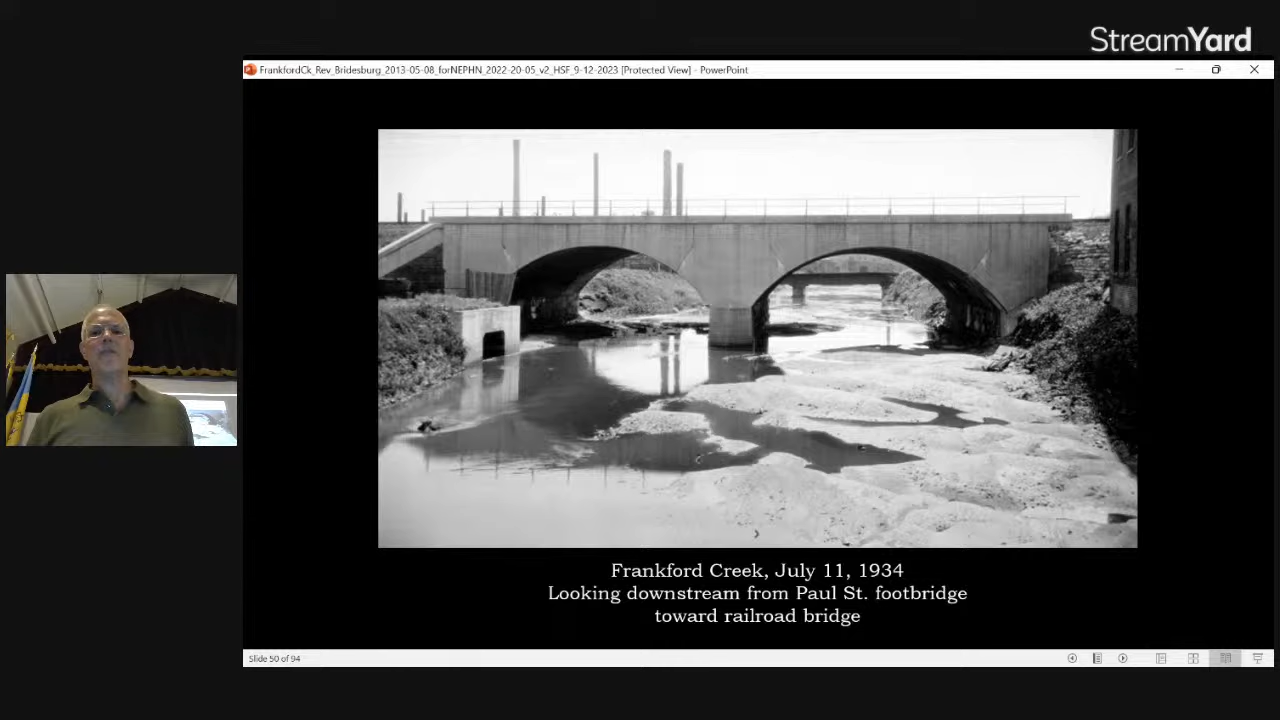 StreamYard
FrankfordCk_Rev_Bridesburg_2013-05-08_forNEPHN_2022-20-05_v2_HSF_9-12-2023 [Protected View] - PowerPoint
Frankford Creek, July 11, 1934
Looking downstream from Paul St. footbridge
toward railroad bridge
Slide 50 of 94